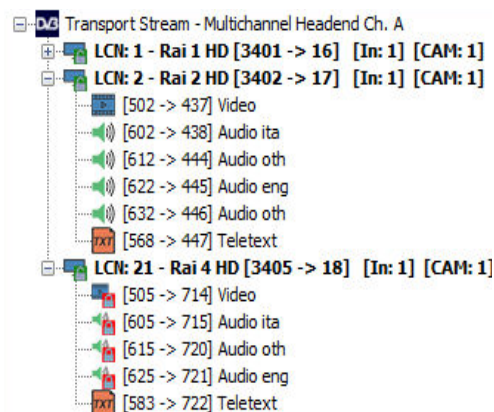 DVB Transport Stream - Multichannel Headend Ch. A
LCN: 1 - Rai 1 HD [3401 -> 16] [In: 1] [CAM: 1]
LCN: 2 - Rai 2 HD [3402 -> 17] [In: 1] [CAM: 1]
[502 -> 437] Video
[602 -> 438] Audio ita
[612 -> 444] Audio oth
[622 -> 445] Audio eng
[632 -> 446] Audio oth
TXT [568 -> 447] Teletext
LCN: 21 - Rai 4 HD [3405 -> 18] [In: 1] [CAM: 1]
[505 -> 714] Video
[605 -> 715] Audio ita
[615 -> 720] Audio oth
[625 -> 721] Audio eng
TXT [583 -> 722] Teletext